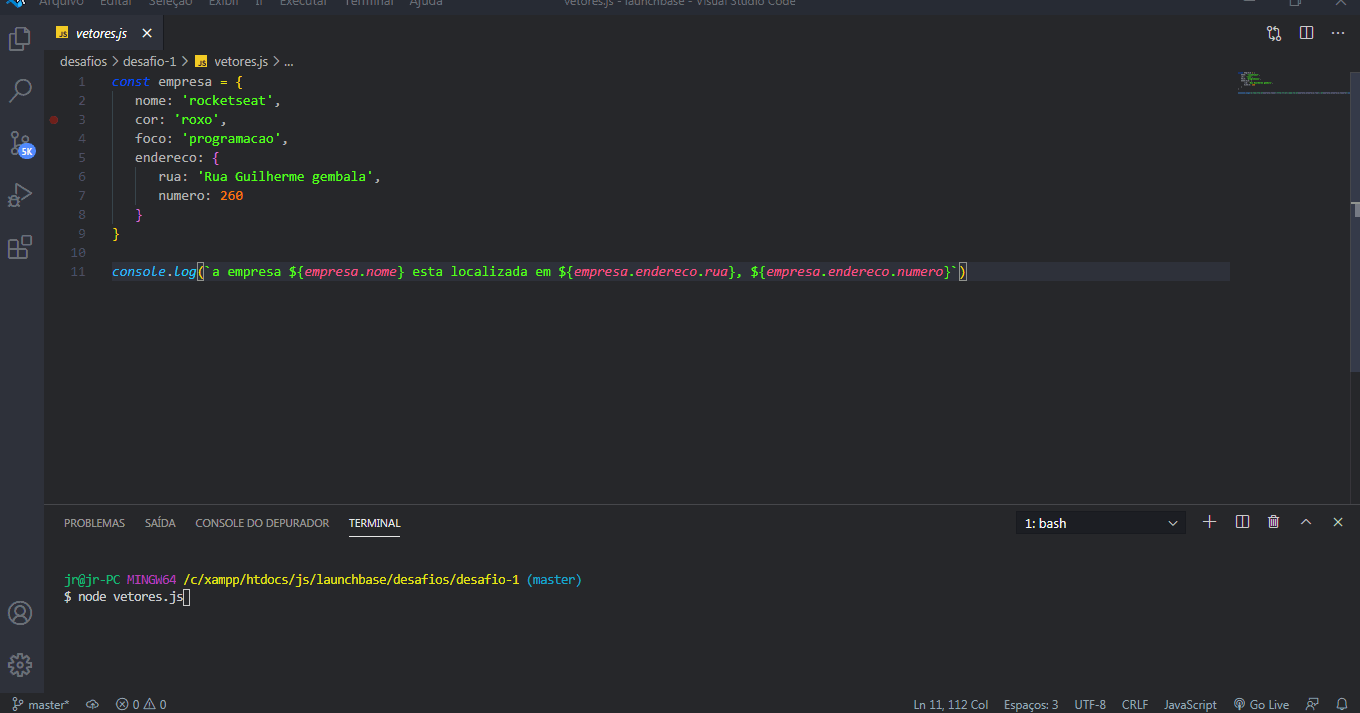 Arquivo Editar Seleção Exibir Ir Executar Terminal Ajuda vetores.js - launchbase - Visual Studio Code
JS vetores.js
desafios > desafio-1 > JS vetores.js > ...
1 const empresa = {
2 nome: 'rocketseat',
3 cor: 'roxo',
4 foco: 'programacao',
5 endereco: {
6 rua: 'Rua Guilherme gembala',
7 numero: 260
8 }
9 }
10
11 console.log(`a empresa ${empresa.nome} esta localizada em ${empresa.endereco.rua}, ${empresa.endereco.numero}`)
5K
PROBLEMAS SAÍDA CONSOLE DO DEPURADOR TERMINAL 1: bash
jr@jr-PC MINGW64 /c/xampp/htdocs/js/launchbase/desafios/desafio-1 (master)
$ node vetores.js
master* 0 0 Ln 11, 112 Col Espaços: 3 UTF-8 CRLF JavaScript Go Live